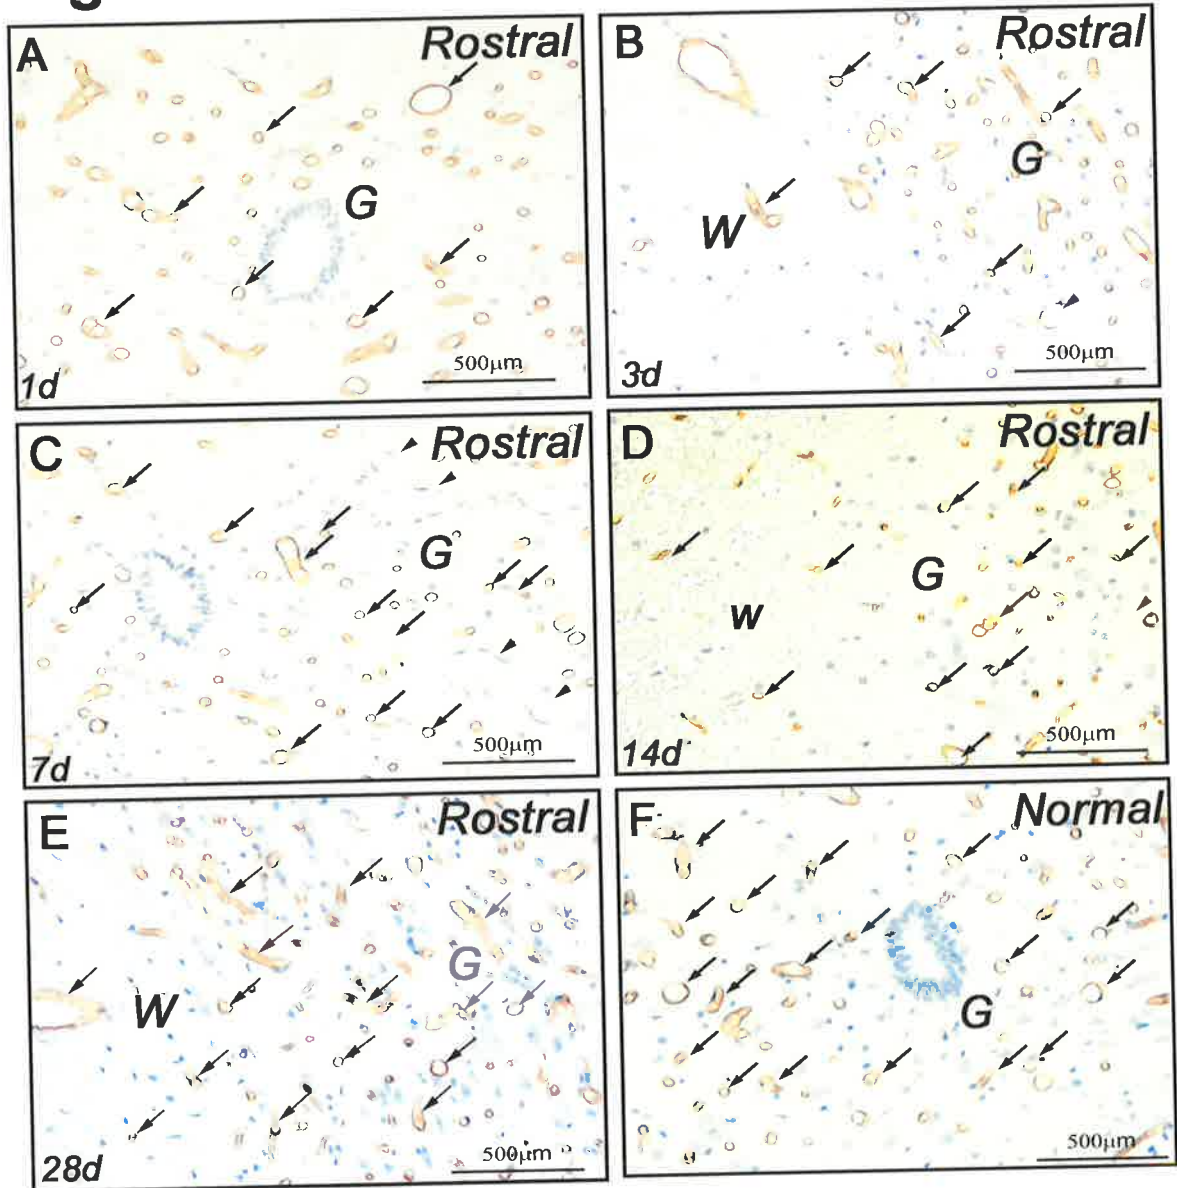 A Rostral
G
500µm
1d
B Rostral
G
W
500µm
3d
C Rostral
G
500µm
7d
D Rostral
G
w
500µm
14d
E Rostral
G
W
500µm
28d
F Normal
G
500µm